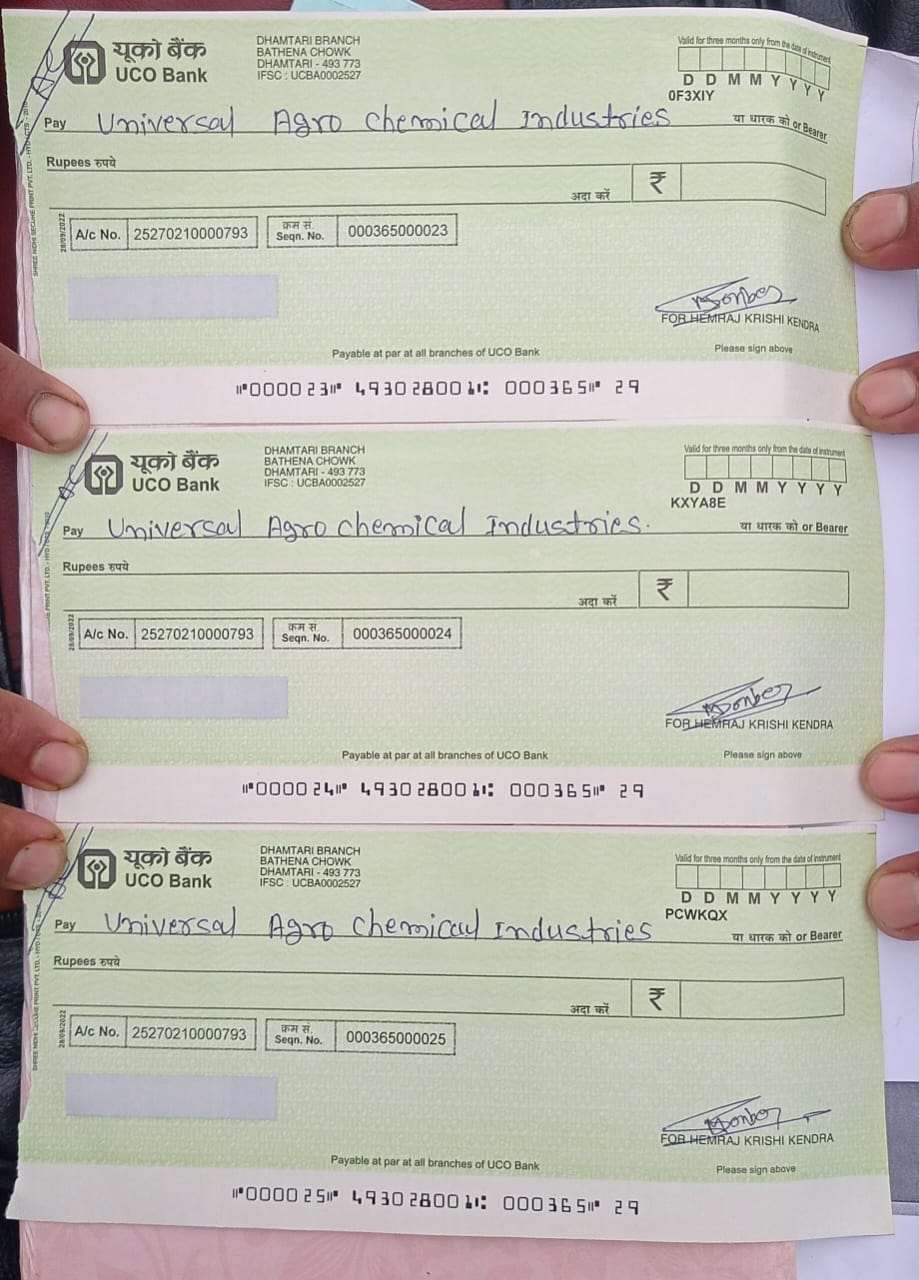 यूको बैंक
UCO Bank
DHAMTARI BRANCH
BATHENA CHOWK
DHAMTARI - 493 773
IFSC : UCBA0002527
Valid for three months only from the date of instrument
D D M M Y Y Y Y
0F3XIY
Pay Universal Agro Chemical Industries या धारक को or Bearer
Rupees रुपये
अदा करें ₹
28/09/2022
A/c No. 25270210000793 क्रम सं. Seqn. No. 000365000023
FOR HEMRAJ KRISHI KENDRA
Payable at par at all branches of UCO Bank Please sign above
⑈000023⑈ 493028001⑆ 000365⑈ 29
यूको बैंक
UCO Bank
DHAMTARI BRANCH
BATHENA CHOWK
DHAMTARI - 493 773
IFSC : UCBA0002527
Valid for three months only from the date of instrument
D D M M Y Y Y Y
KXYA8E
Pay Universal Agro Chemical Industries. या धारक को or Bearer
Rupees रुपये
अदा करें ₹
28/09/2022
A/c No. 25270210000793 क्रम सं. Seqn. No. 000365000024
FOR HEMRAJ KRISHI KENDRA
Payable at par at all branches of UCO Bank Please sign above
⑈000024⑈ 493028001⑆ 000365⑈ 29
यूको बैंक
UCO Bank
DHAMTARI BRANCH
BATHENA CHOWK
DHAMTARI - 493 773
IFSC : UCBA0002527
Valid for three months only from the date of instrument
D D M M Y Y Y Y
PCWKQX
Pay Universal Agro Chemical Industries या धारक को or Bearer
Rupees रुपये
अदा करें ₹
28/09/2022
A/c No. 25270210000793 क्रम सं. Seqn. No. 000365000025
FOR HEMRAJ KRISHI KENDRA
Payable at par at all branches of UCO Bank Please sign above
⑈000025⑈ 493028001⑆ 000365⑈ 29